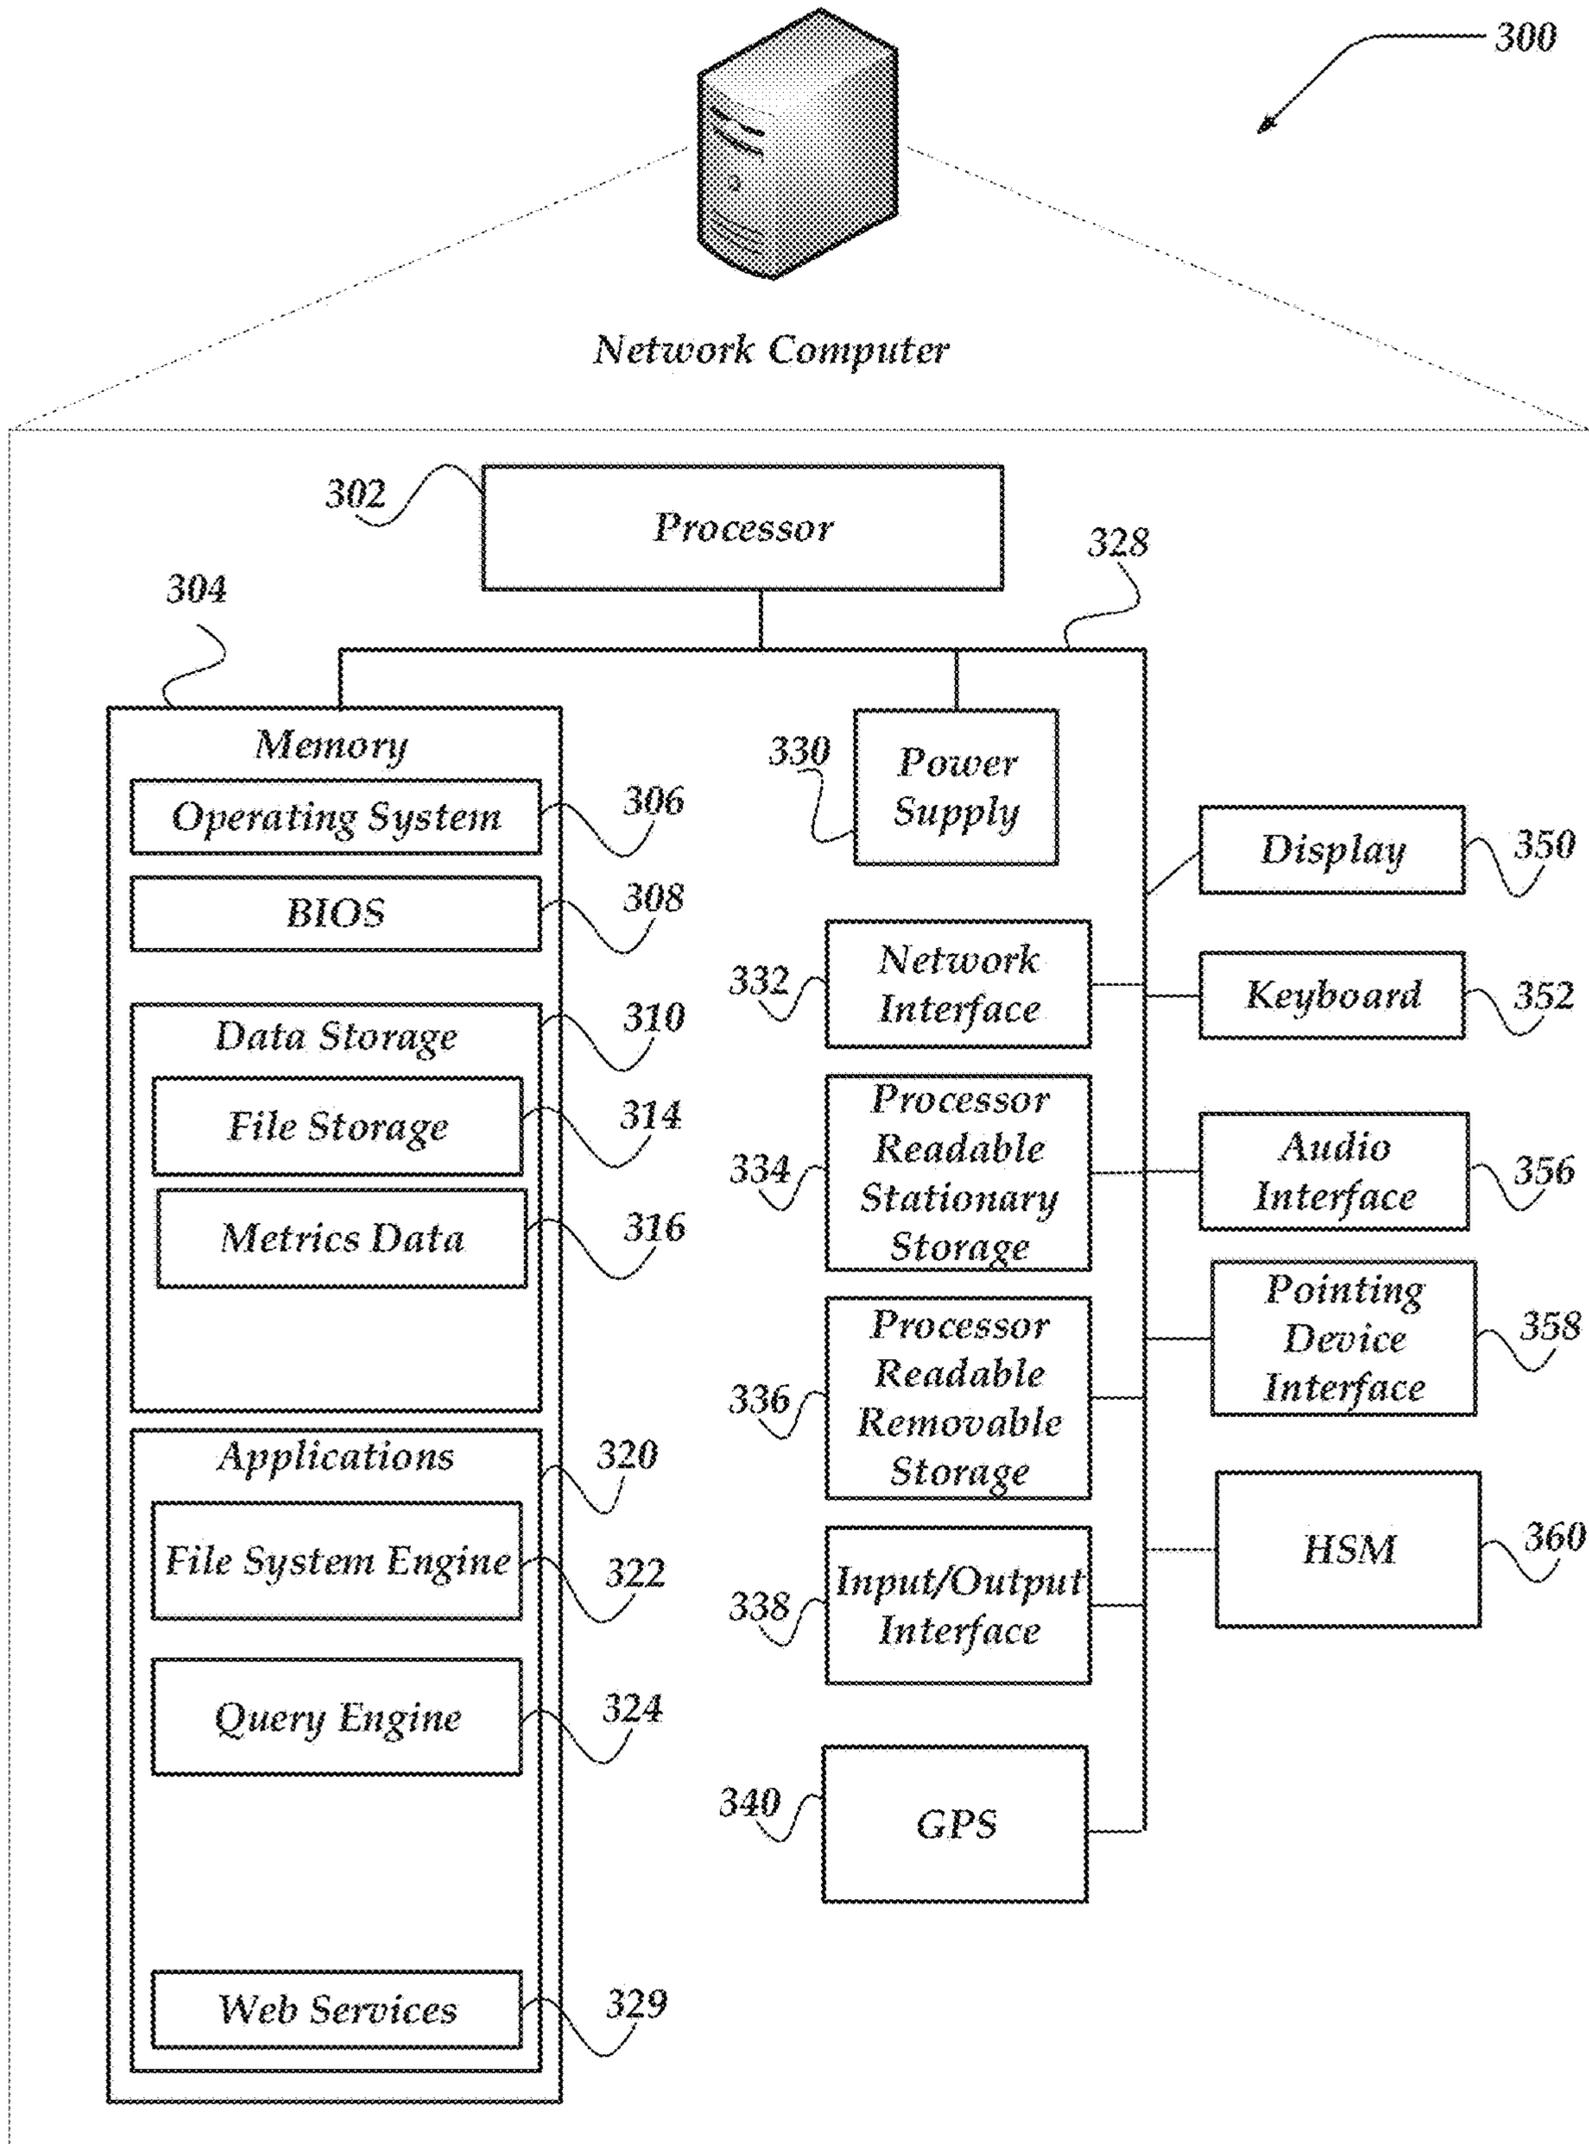 300
Network Computer
302
Processor
328
304
Memory
Operating System
306
BIOS
308
Data Storage
310
File Storage
314
Metrics Data
316
Applications
320
File System Engine
322
Query Engine
324
Web Services
329
330
Power
Supply
332
Network
Interface
334
Processor
Readable
Stationary
Storage
336
Processor
Readable
Removable
Storage
338
Input/Output
Interface
340
GPS
Display
350
Keyboard
352
Audio
Interface
356
Pointing
Device
Interface
358
HSM
360